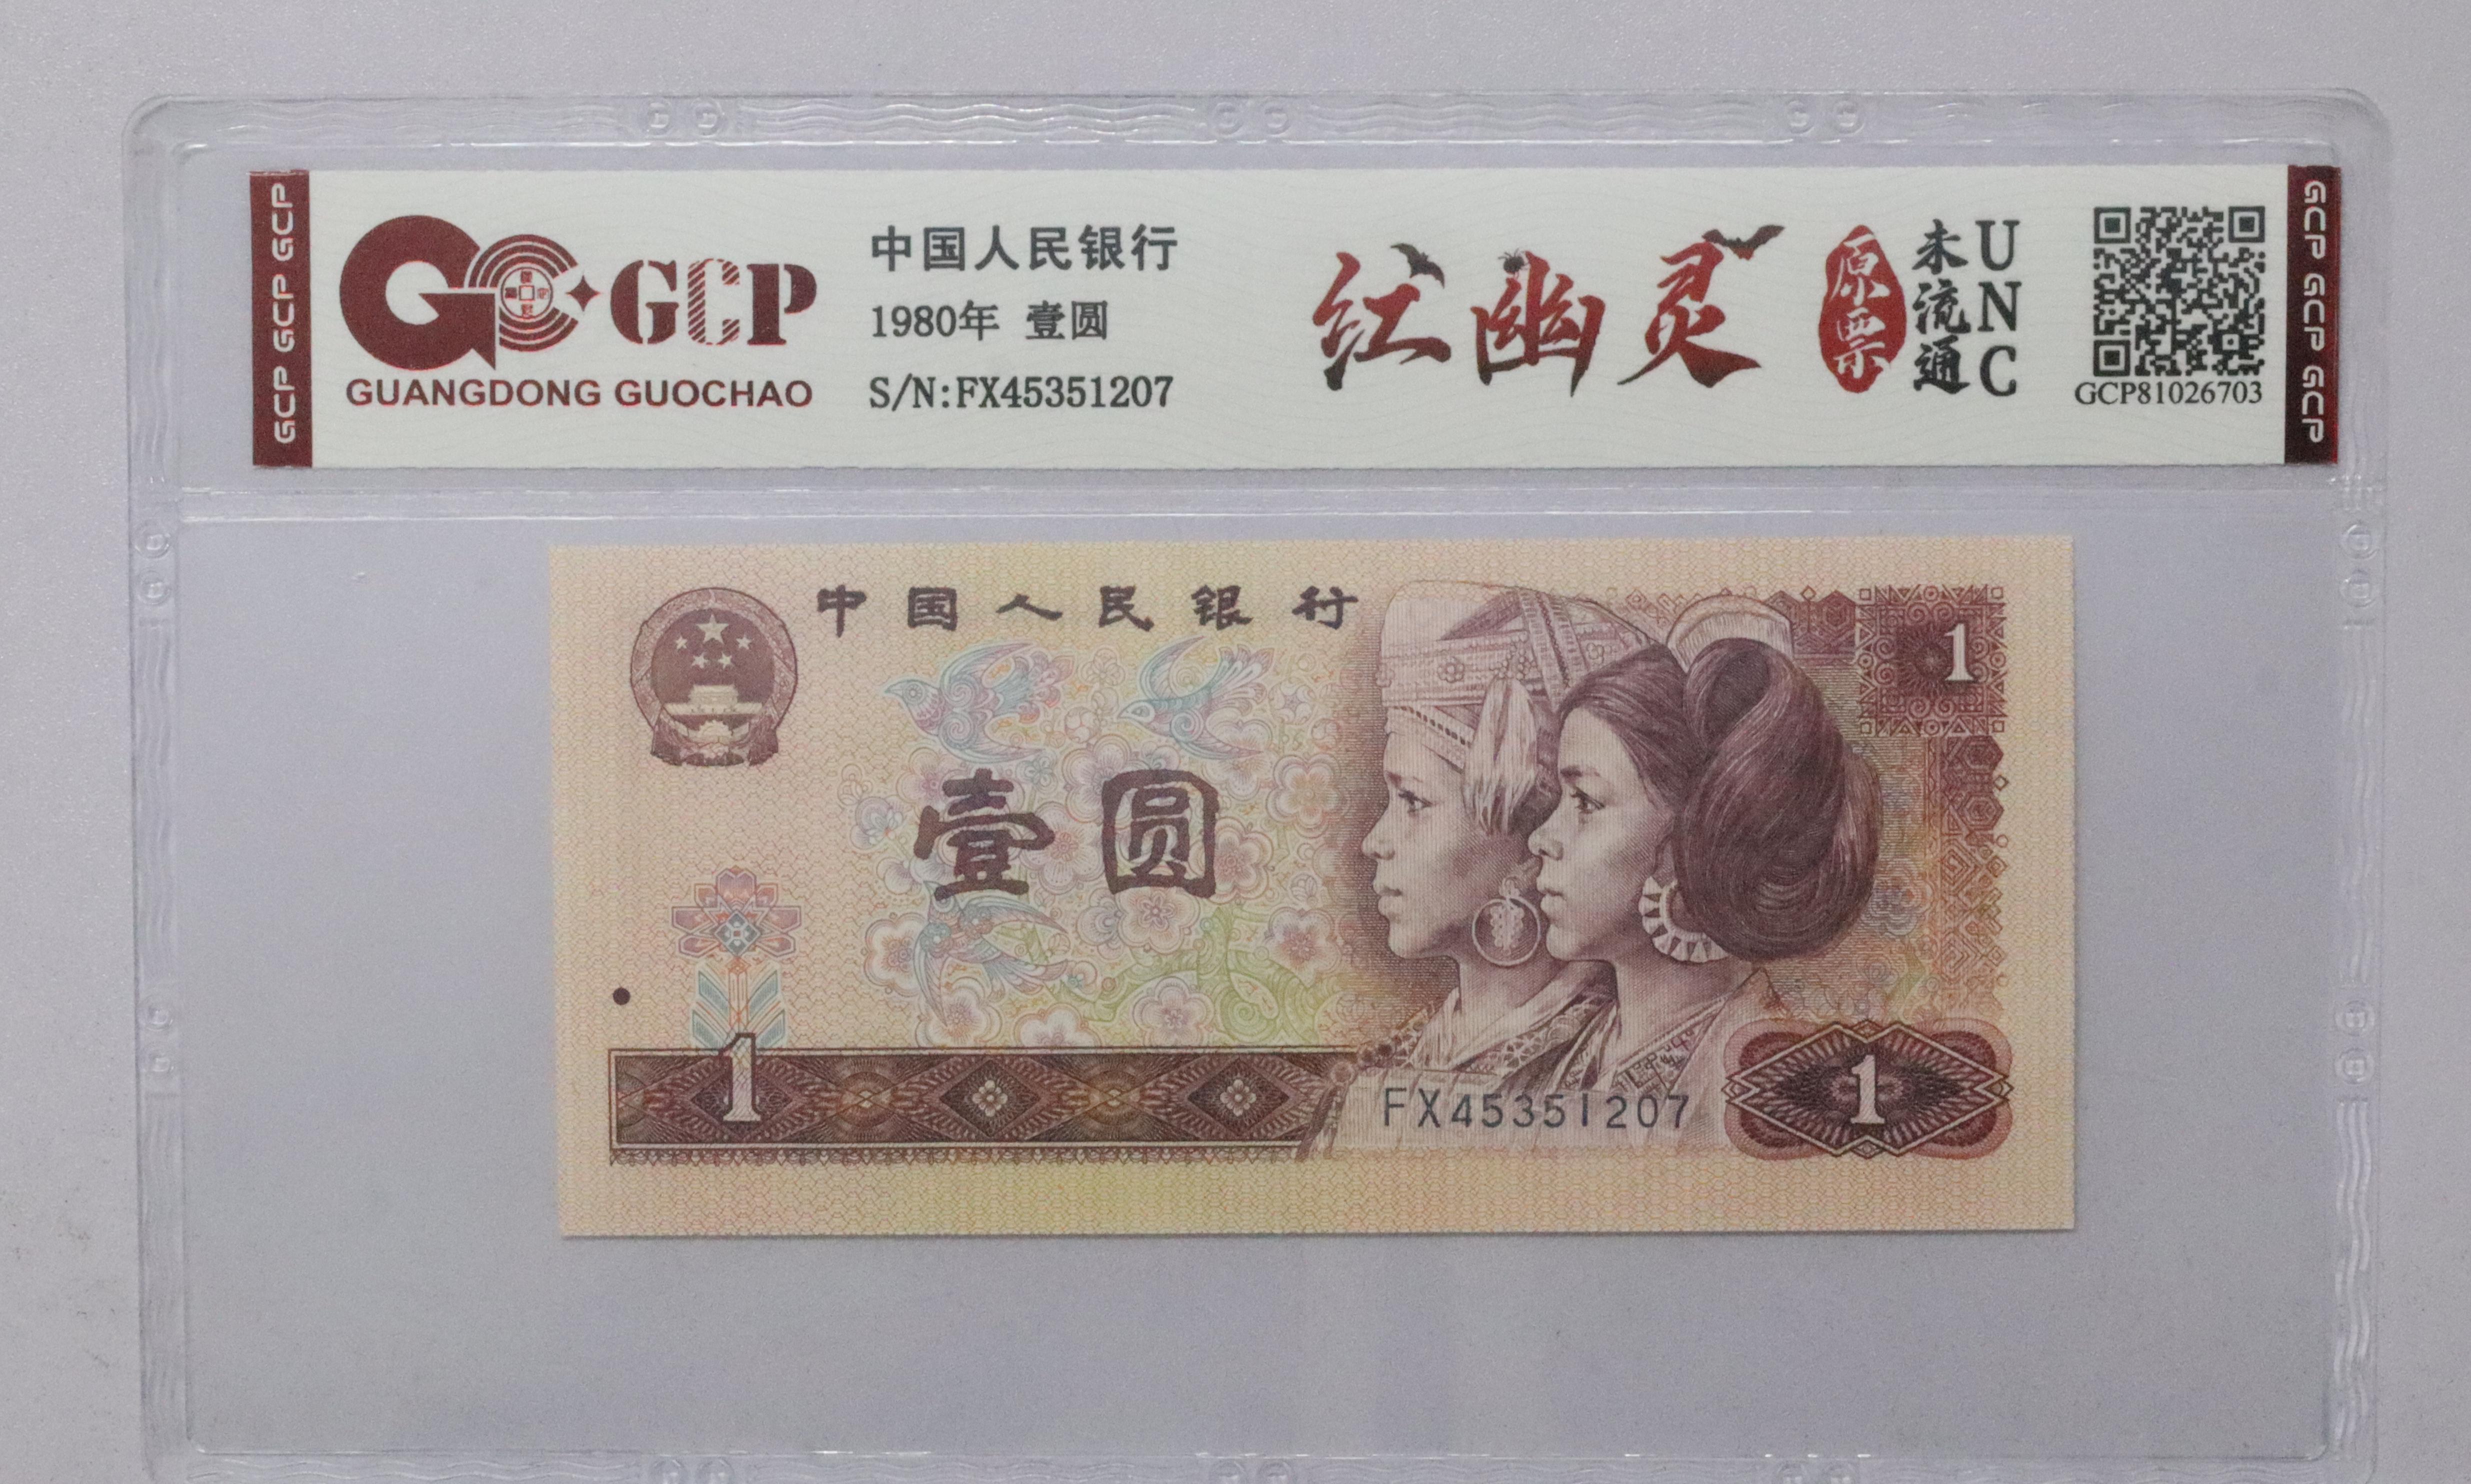 GCP GCP GCP
GCP
GUANGDONG GUOCHAO
中国人民银行
1980年 壹圆
S/N:FX45351207
红幽灵
原票
未流通
UNC
GCP81026703
GCP GCP GCP
中国人民银行
1
壹圆
1
FX45351207
1